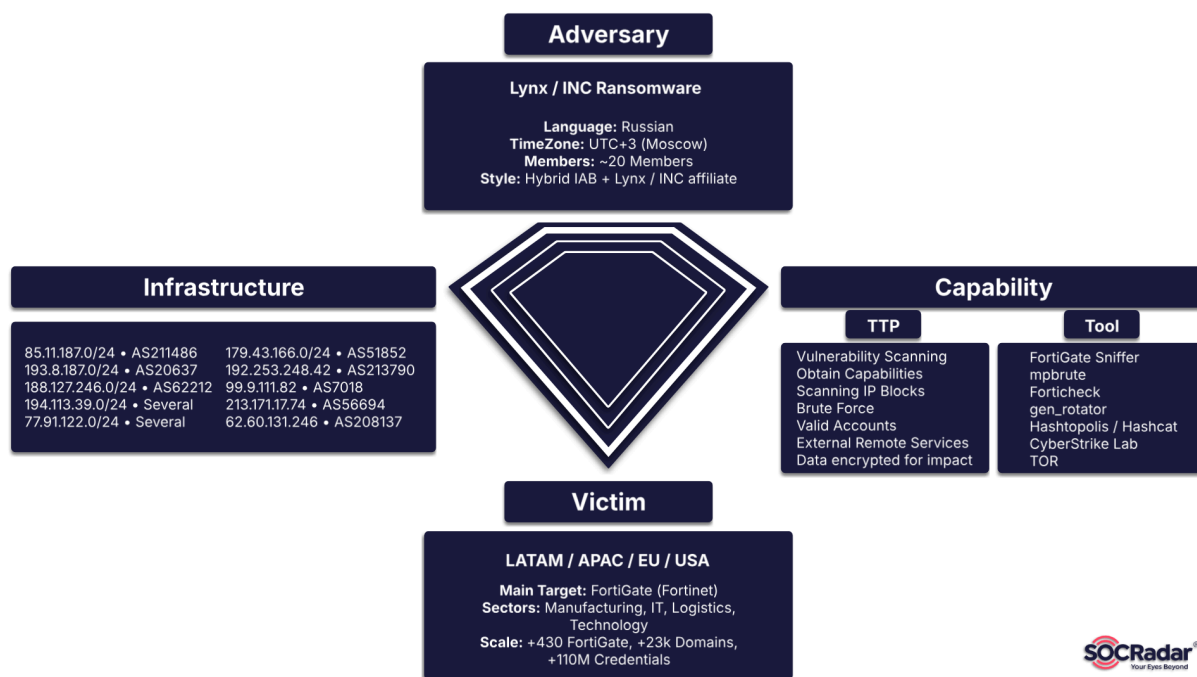 Adversary
Lynx / INC Ransomware
Language: Russian
TimeZone: UTC+3 (Moscow)
Members: ~20 Members
Style: Hybrid IAB + Lynx / INC affiliate
Infrastructure
85.11.187.0/24 • AS211486
193.8.187.0/24 • AS20637
188.127.246.0/24 • AS62212
194.113.39.0/24 • Several
77.91.122.0/24 • Several
179.43.166.0/24 • AS51852
192.253.248.42 • AS213790
99.9.111.82 • AS7018
213.171.17.74 • AS56694
62.60.131.246 • AS208137
Capability
TTP
Vulnerability Scanning
Obtain Capabilities
Scanning IP Blocks
Brute Force
Valid Accounts
External Remote Services
Data encrypted for impact
Tool
FortiGate Sniffer
mpbrute
Forticheck
gen_rotator
Hashtopolis / Hashcat
CyberStrike Lab
TOR
Victim
LATAM / APAC / EU / USA
Main Target: FortiGate (Fortinet)
Sectors: Manufacturing, IT, Logistics,
Technology
Scale: +430 FortiGate, +23k Domains,
+110M Credentials
SOCRadar®
Your Eyes Beyond